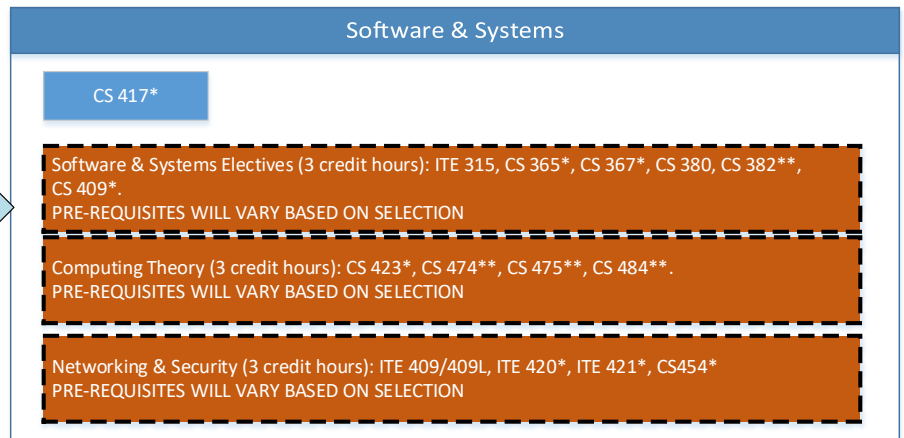 Software & Systems
CS 417*
Software & Systems Electives (3 credit hours): ITE 315, CS 365*, CS 367*, CS 380, CS 382**,
CS 409*.
PRE-REQUISITES WILL VARY BASED ON SELECTION
Computing Theory (3 credit hours): CS 423*, CS 474**, CS 475**, CS 484**.
PRE-REQUISITES WILL VARY BASED ON SELECTION
Networking & Security (3 credit hours): ITE 409/409L, ITE 420*, ITE 421*, CS454*
PRE-REQUISITES WILL VARY BASED ON SELECTION